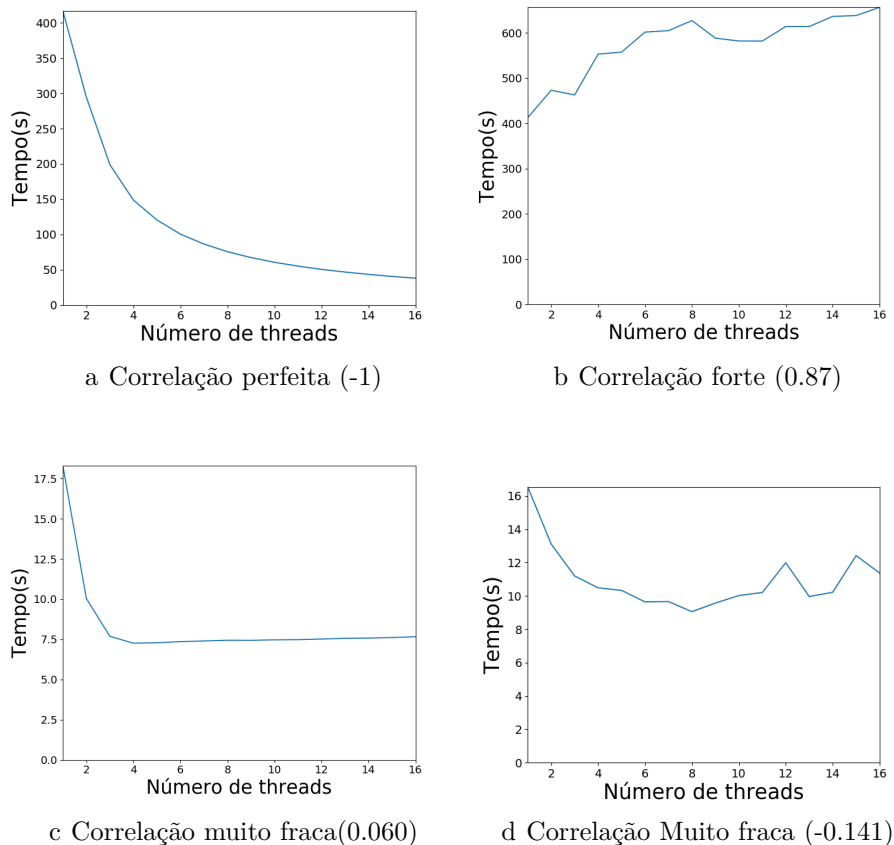 400
350
300
250
200
150
100
50
0
Tempo(s)
2 4 6 8 10 12 14 16
Número de threads
a Correlação perfeita (-1)
600
500
400
300
200
100
0
Tempo(s)
2 4 6 8 10 12 14 16
Número de threads
b Correlação forte (0.87)
17.5
15.0
12.5
10.0
7.5
5.0
2.5
0.0
Tempo(s)
2 4 6 8 10 12 14 16
Número de threads
c Correlação muito fraca(0.060)
16
14
12
10
8
6
4
2
0
Tempo(s)
2 4 6 8 10 12 14 16
Número de threads
d Correlação Muito fraca (-0.141)